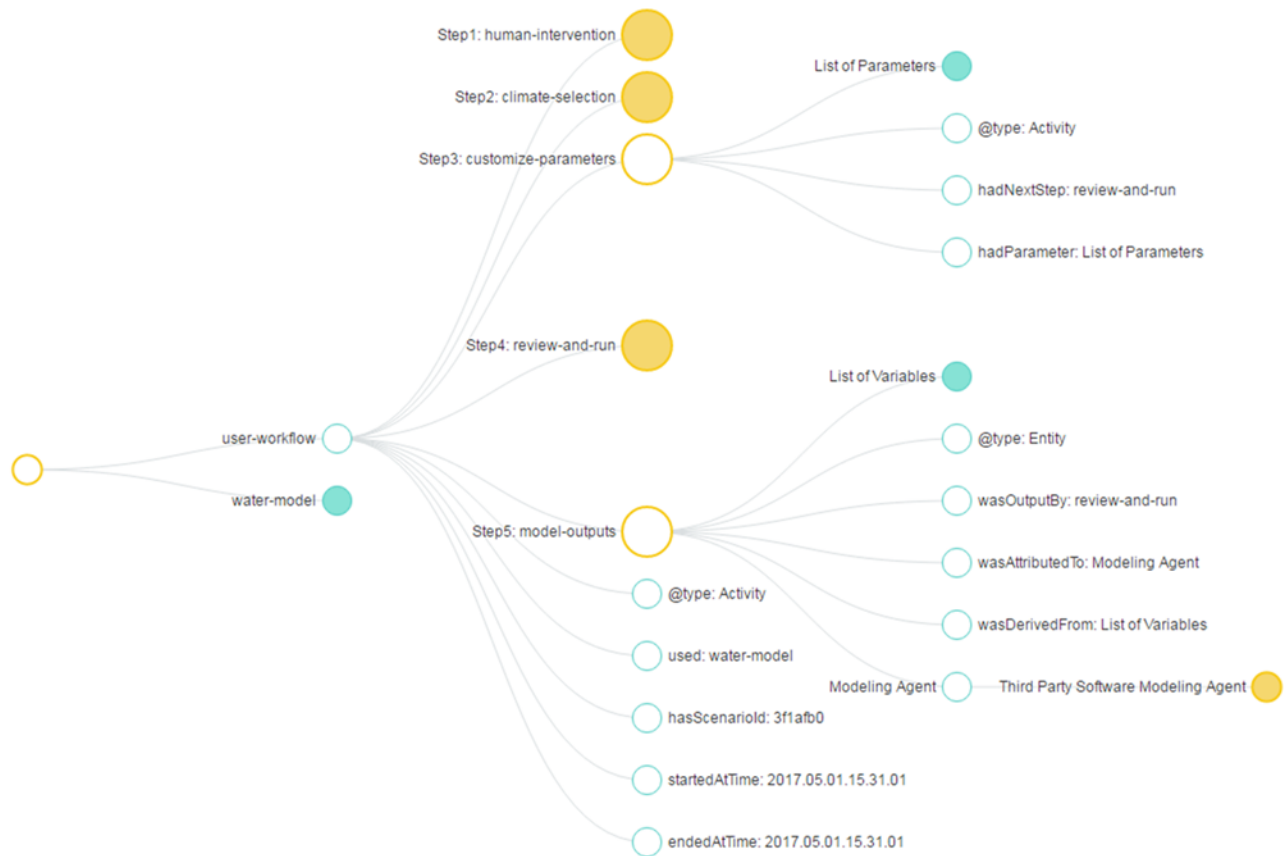 Step1: human-intervention
List of Parameters
Step2: climate-selection
@type: Activity
Step3: customize-parameters
hadNextStep: review-and-run
hadParameter: List of Parameters
Step4: review-and-run
List of Variables
user-workflow
@type: Entity
water-model
wasOutputBy: review-and-run
Step5: model-outputs
wasAttributedTo: Modeling Agent
@type: Activity
wasDerivedFrom: List of Variables
used: water-model
Modeling Agent
Third Party Software Modeling Agent
hasScenarioId: 3f1afb0
startedAtTime: 2017.05.01.15.31.01
endedAtTime: 2017.05.01.15.31.01